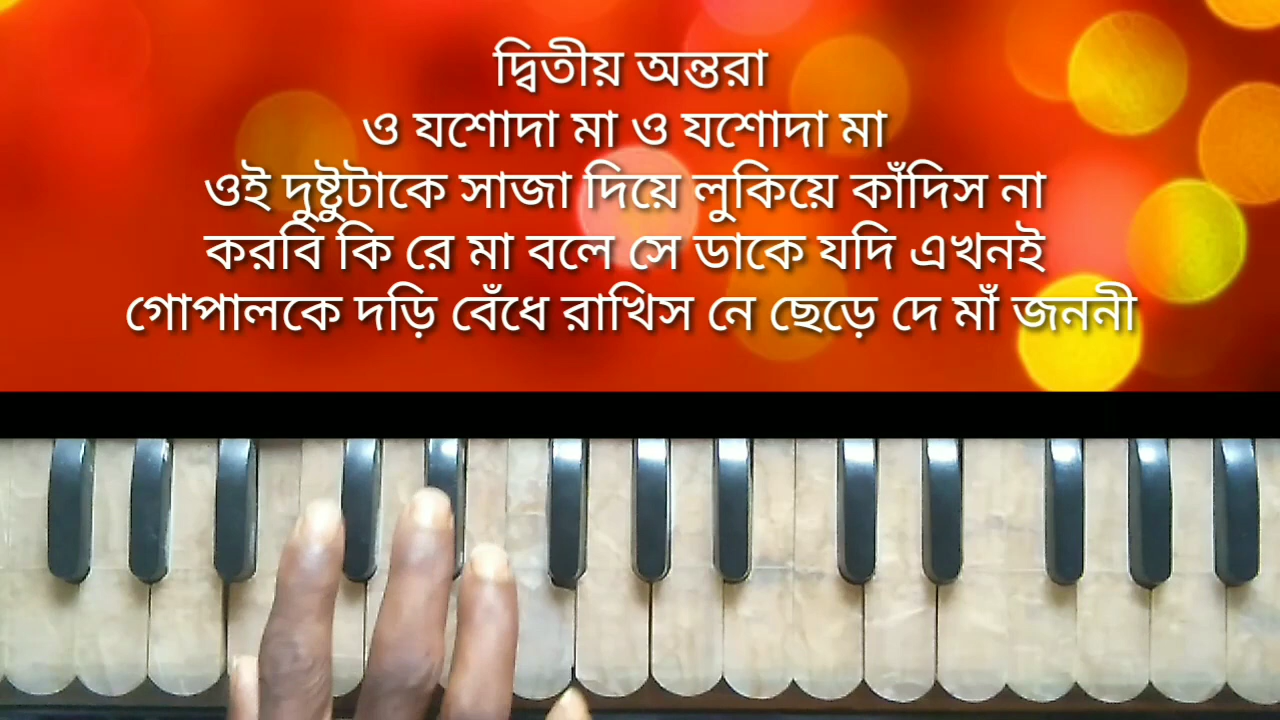 দ্বিতীয় অন্তরা
ও যশোদা মা ও যশোদা মা
ওই দুষ্টুটাকে সাজা দিয়ে লুকিয়ে কাঁদিস না
করবি কি রে মা বলে সে ডাকে যদি এখনই
গোপালকে দড়ি বেঁধে রাখিস নে ছেড়ে দে মাঁ জননী